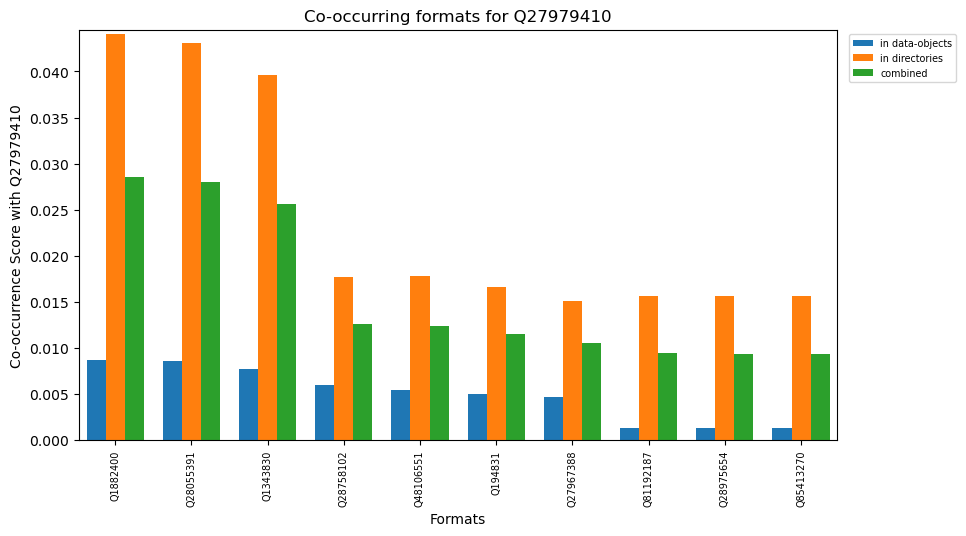 Co-occurring formats for Q27979410
in data-objects
in directories
combined
Co-occurrence Score with Q27979410
0.040
0.035
0.030
0.025
0.020
0.015
0.010
0.005
0.000
Q1882400
Q28055391
Q1343830
Q28758102
Q48106551
Q194831
Q27967388
Q81192187
Q28975654
Q85413270
Formats